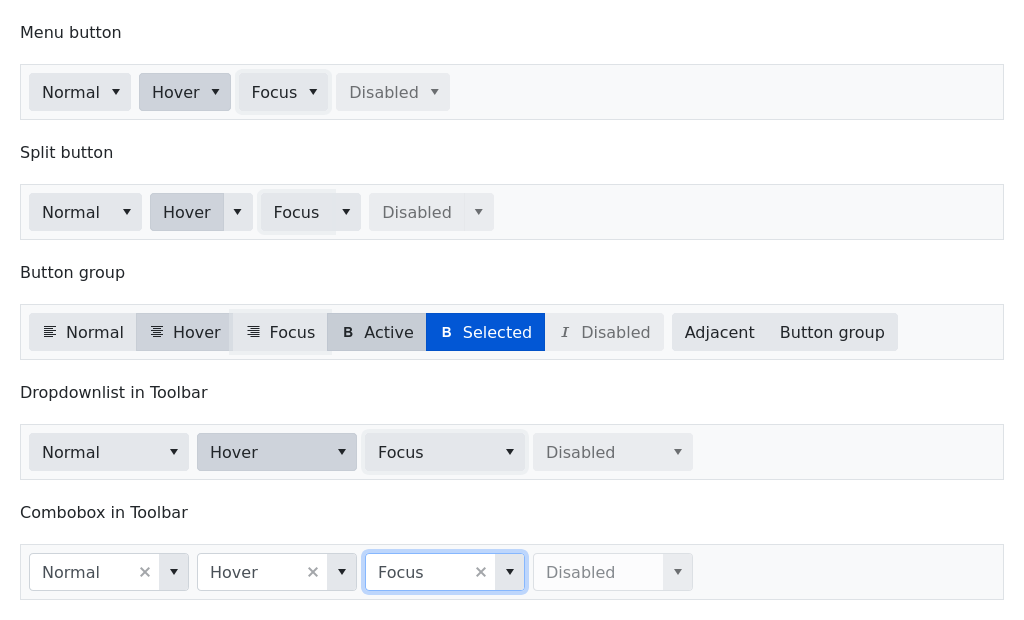 Menu button
Normal Hover Focus Disabled
Split button
Normal Hover Focus Disabled
Button group
Normal Hover Focus B Active B Selected I Disabled Adjacent Button group
Dropdownlist in Toolbar
Normal Hover Focus Disabled
Combobox in Toolbar
Normal Hover Focus Disabled